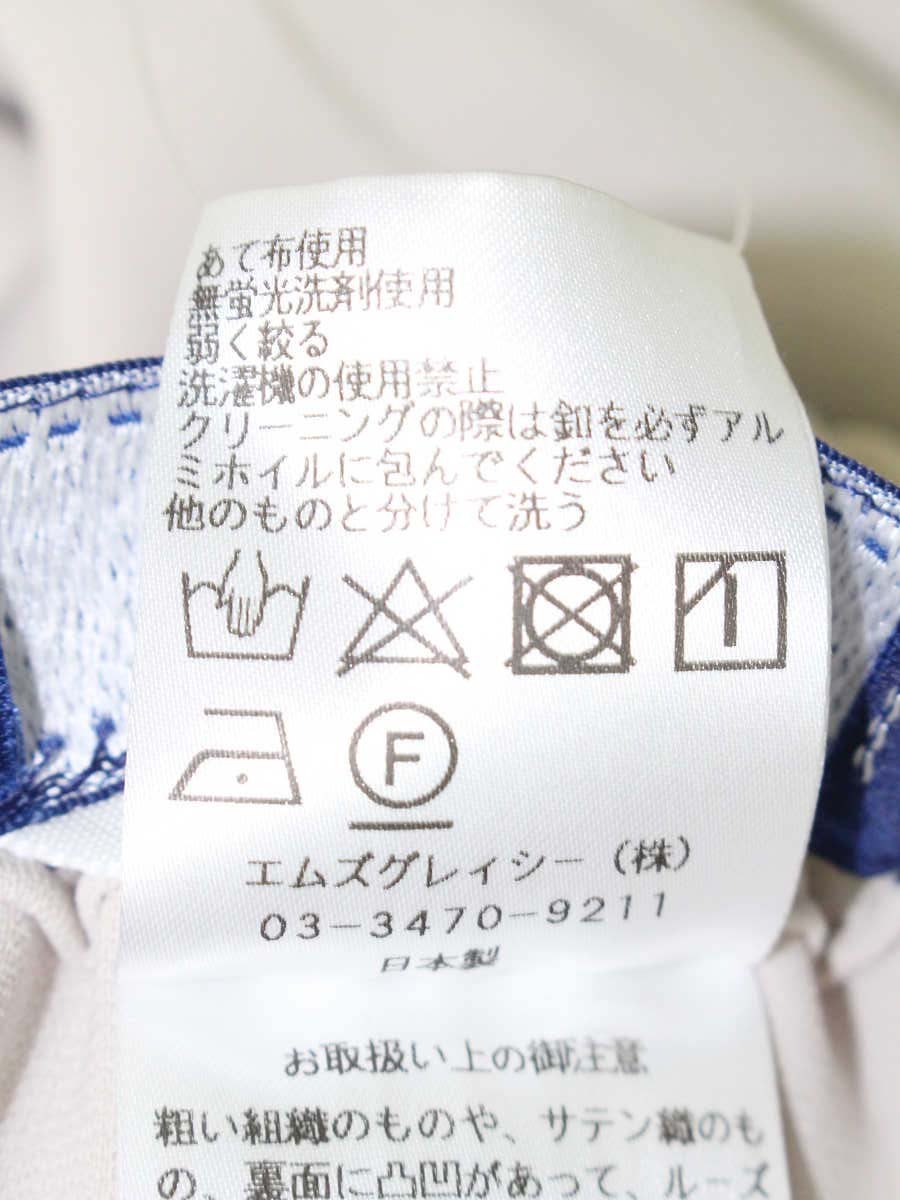 あて布使用
無蛍光洗剤使用
弱く絞る
洗濯機の使用禁止
クリーニングの際は釦を必ずアル
ミホイルに包んでください
他のものと分けて洗う
F
エムズグレイシー（株）
03-3470-9211
日本製
お取扱い上の御注意
粗い組織のものや、サテン織のも
の、裏面に凸凹があって、ルーズ